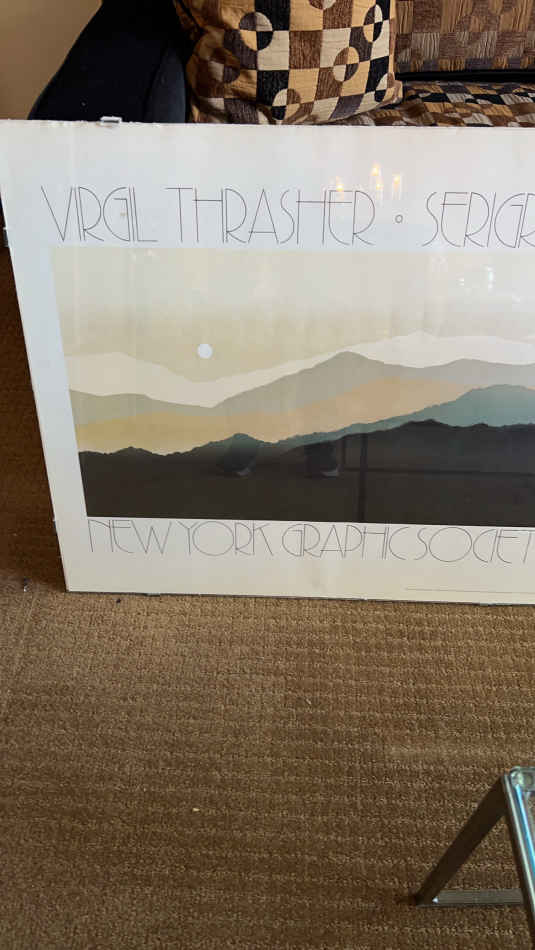 VIRGIL THRASHER • SERIGR
NEW YORK GRAPHIC SOCIET